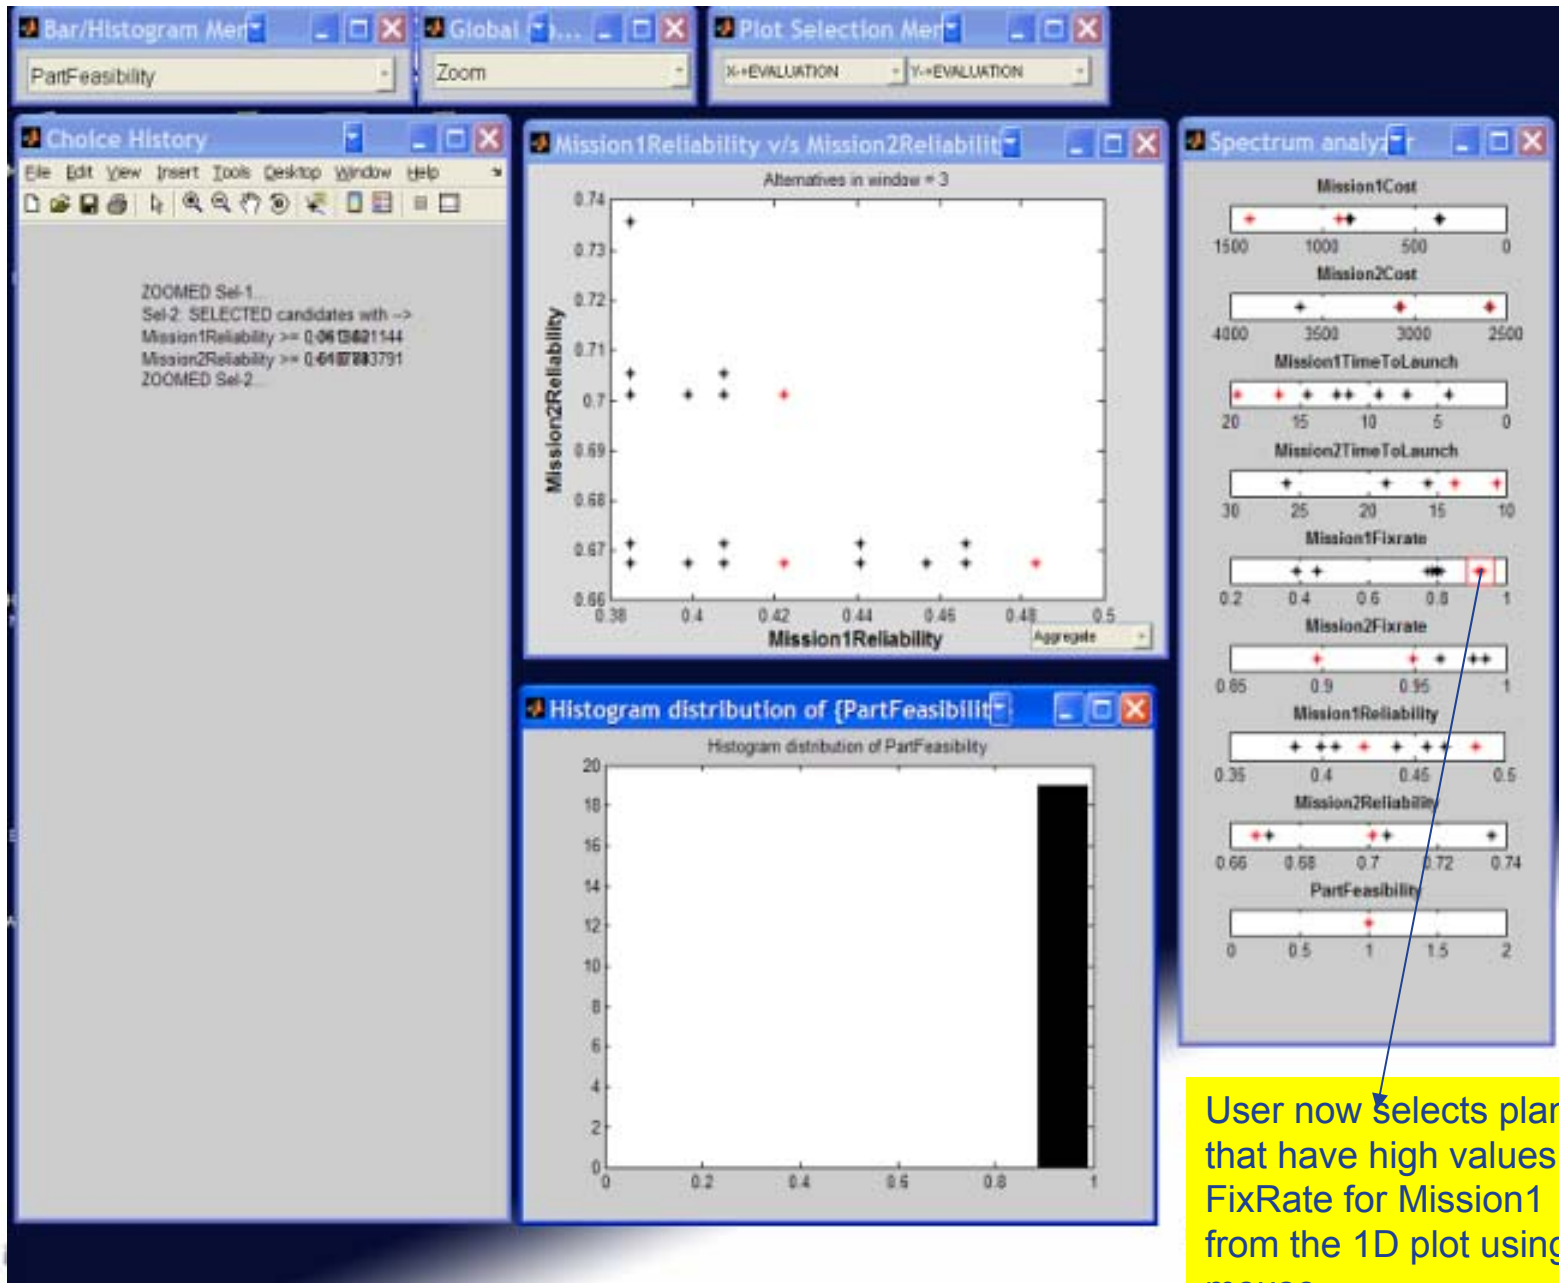 Bar/Histogram Mer
PartFeasibility
Global
Zoom
Plot Selection Mer
X->EVALUATION
Y->EVALUATION
Choice History
File Edit View Insert Tools Desktop Window Help
ZOOMED Sel-1...
Sel-2: SELECTED candidates with -->
Mission1Reliability >=
Mission2Reliability >=
ZOOMED Sel-2...
Mission1Reliability v/s Mission2Reliabilit
Alternatives in window = 3
0.74
0.73
0.72
0.71
0.7
0.69
0.68
0.67
0.66
Mission2Reliability
0.38 0.4 0.42 0.44 0.46 0.48 0.5
Mission1Reliability
Aggregate
Histogram distribution of {PartFeasibilit
Histogram distribution of PartFeasibility
20
18
16
14
12
10
8
6
4
2
0
0 0.2 0.4 0.6 0.8 1
Spectrum analyz r
Mission1Cost
1500 1000 500 0
Mission2Cost
4000 3500 3000 2500
Mission1TimeToLaunch
20 15 10 5 0
Mission2TimeToLaunch
30 25 20 15 10
Mission1Fixrate
0.2 0.4 0.6 0.8 1
Mission2Fixrate
0.85 0.9 0.95 1
Mission1Reliability
0.35 0.4 0.45 0.5
Mission2Reliability
0.66 0.68 0.7 0.72 0.74
PartFeasibility
0 0.5 1 1.5 2
User now selects plan
that have high values
FixRate for Mission1
from the 1D plot using